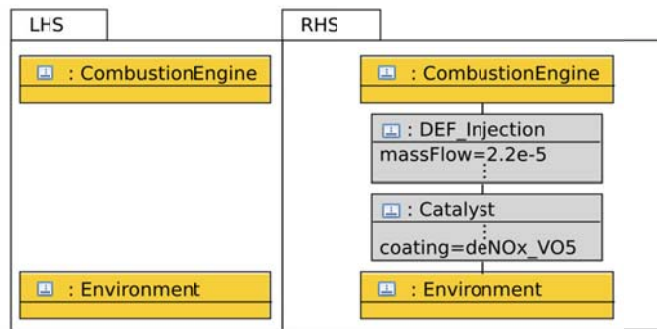 LHS
RHS
: CombustionEngine
: CombustionEngine
: DEF_Injection
massFlow=2.2e-5
: Catalyst
coating=deNOx_VO5
: Environment
: Environment